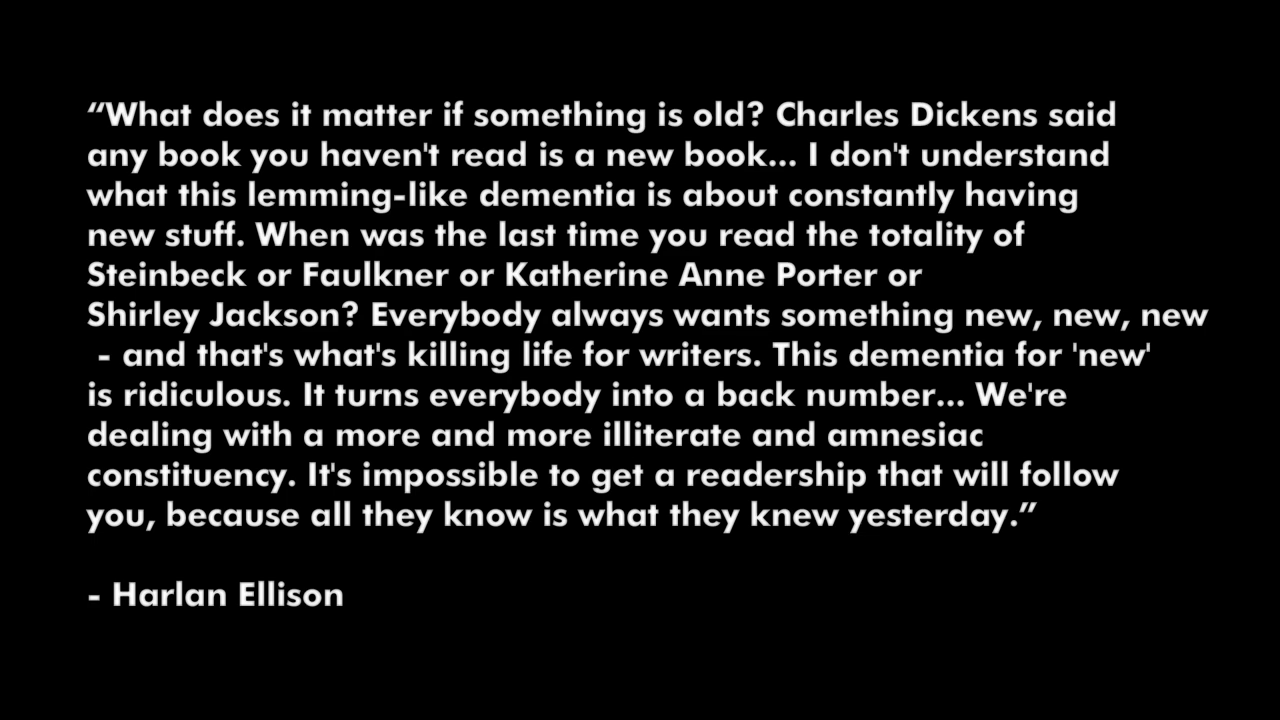 “What does it matter if something is old? Charles Dickens said
any book you haven't read is a new book... I don't understand
what this lemming-like dementia is about constantly having
new stuff. When was the last time you read the totality of
Steinbeck or Faulkner or Katherine Anne Porter or
Shirley Jackson? Everybody always wants something new, new, new
- and that's what's killing life for writers. This dementia for 'new'
is ridiculous. It turns everybody into a back number... We're
dealing with a more and more illiterate and amnesiac
constituency. It's impossible to get a readership that will follow
you, because all they know is what they knew yesterday.”
- Harlan Ellison